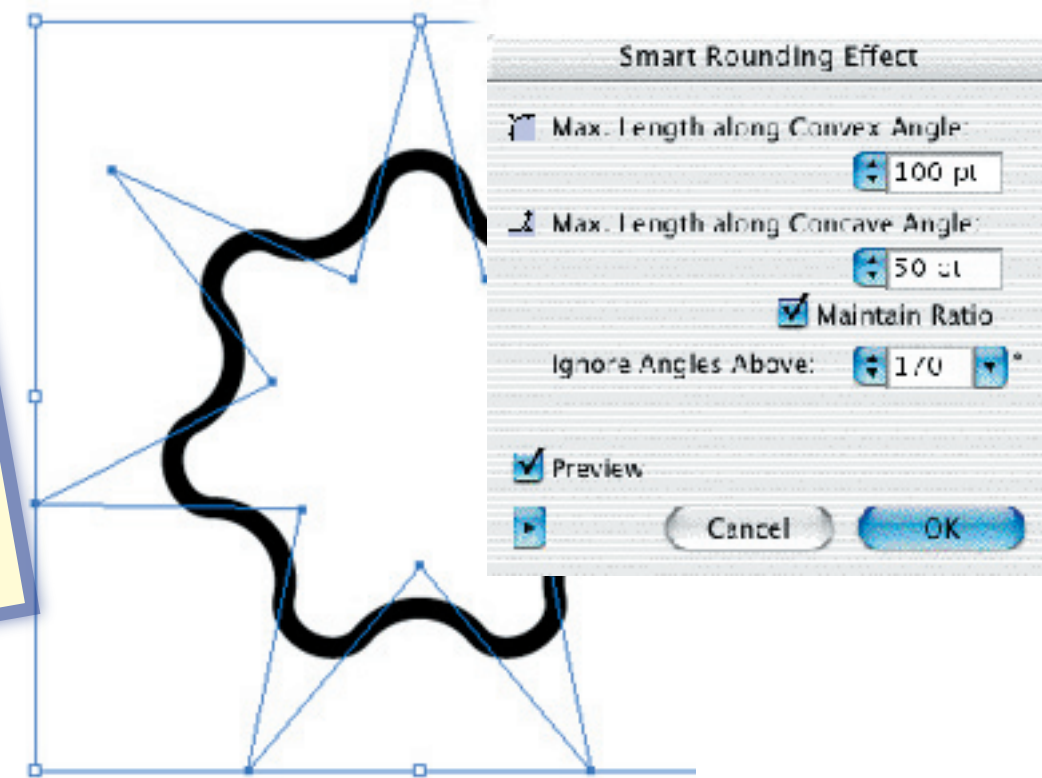 Smart Rounding Effect
Max. Length along Convex Angle:
100 pt
Max. Length along Concave Angle:
50 pt
Maintain Ratio
Ignore Angles Above:
170 °
Preview
Cancel
OK